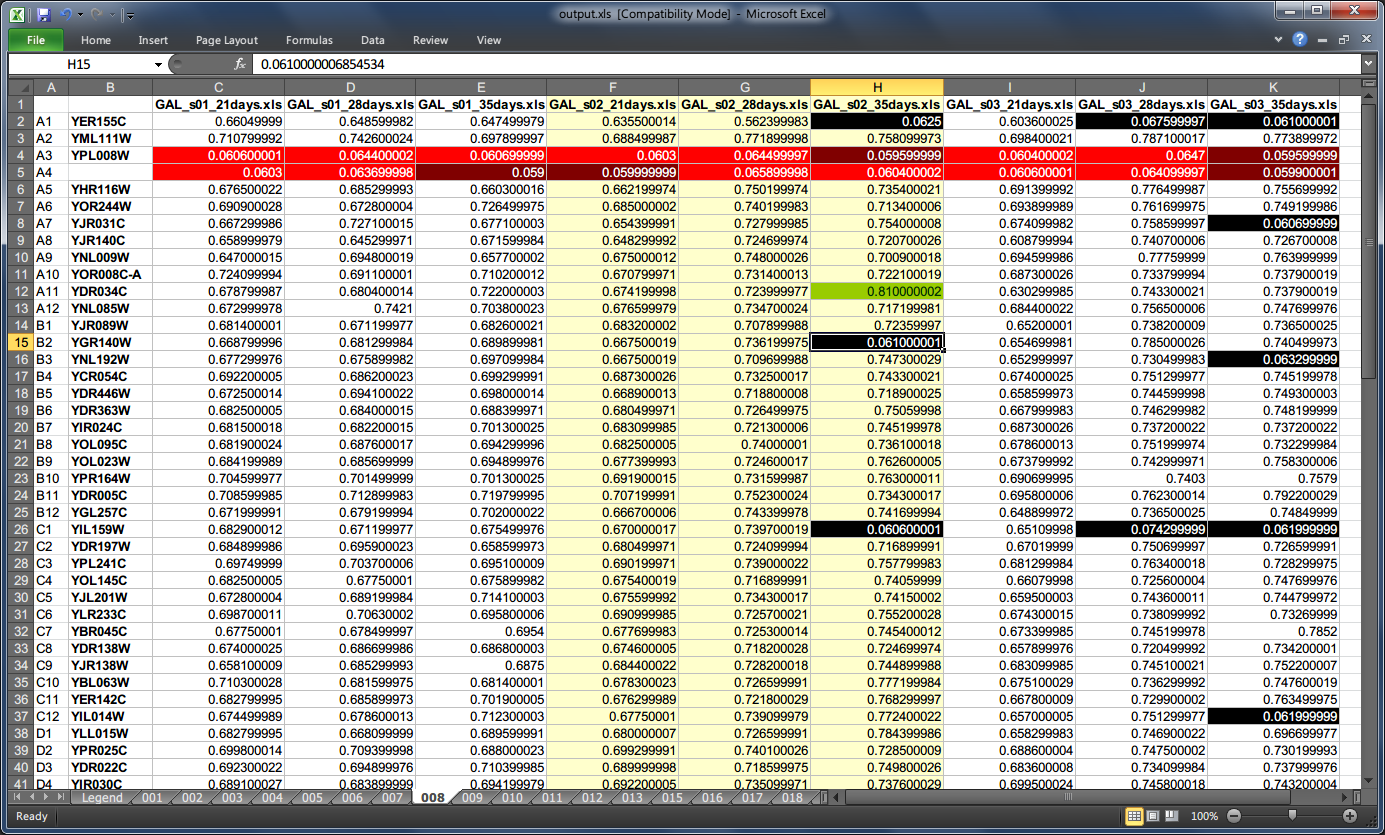 output.xls [Compatibility Mode] - Microsoft Excel
File Home Insert Page Layout Formulas Data Review View
H15 fx 0.0610000006854534
A B C D E F G H I J K
1 GAL_s01_21days.xls GAL_s01_28days.xls GAL_s01_35days.xls GAL_s02_21days.xls GAL_s02_28days.xls GAL_s02_35days.xls GAL_s03_21days.xls GAL_s03_28days.xls GAL_s03_35days.xls
2 A1 YER155C 0.66049999 0.648599982 0.647499979 0.635500014 0.562399983 0.0625 0.603600025 0.067599997 0.061000001
3 A2 YML111W 0.710799992 0.742600024 0.697899997 0.688499987 0.771899998 0.758099973 0.698400021 0.787100017 0.773899972
4 A3 YPL008W 0.060600001 0.064400002 0.060699999 0.0603 0.064499997 0.059599999 0.060400002 0.0647 0.059599999
5 A4 0.0603 0.063699998 0.059 0.059999999 0.065899998 0.060400002 0.060600001 0.064099997 0.059900001
6 A5 YHR116W 0.676500022 0.685299993 0.660300016 0.662199974 0.750199974 0.735400021 0.691399992 0.776499987 0.755699992
7 A6 YOR244W 0.690900028 0.672800004 0.726499975 0.685000002 0.740199983 0.713400006 0.693899989 0.761699975 0.749199986
8 A7 YJR031C 0.667299986 0.727100015 0.677100003 0.654399991 0.727999985 0.754000008 0.674099982 0.758599997 0.060699999
9 A8 YJR140C 0.658999979 0.645299971 0.671599984 0.648299992 0.724699974 0.720700026 0.608799994 0.740700006 0.726700008
10 A9 YNL009W 0.647000015 0.694800019 0.657700002 0.675000012 0.748000026 0.700900018 0.694599986 0.77759999 0.763999999
11 A10 YOR008C-A 0.724099994 0.691100001 0.710200012 0.670799971 0.731400013 0.722100019 0.687300026 0.733799994 0.737900019
12 A11 YDR034C 0.678799987 0.680400014 0.722000003 0.674199998 0.723999977 0.810000002 0.630299985 0.743300021 0.737900019
13 A12 YNL085W 0.672999978 0.7421 0.703800023 0.676599979 0.734700024 0.717199981 0.684400022 0.756500006 0.747699976
14 B1 YJR089W 0.681400001 0.671199977 0.682600021 0.683200002 0.707899988 0.72359997 0.65200001 0.738200009 0.736500025
15 B2 YGR140W 0.668799996 0.681299984 0.689899981 0.667500019 0.736199975 0.061000001 0.654699981 0.785000026 0.740499973
16 B3 YNL192W 0.677299976 0.675899982 0.697099984 0.667500019 0.709699988 0.747300029 0.652999997 0.730499983 0.063299999
17 B4 YCR054C 0.692200005 0.686200023 0.699299991 0.687300026 0.732500017 0.743300021 0.674000025 0.751299977 0.745199978
18 B5 YDR446W 0.672500014 0.694100022 0.698000014 0.668900013 0.718800008 0.718900025 0.658599973 0.744599998 0.749300003
19 B6 YDR363W 0.682500005 0.684000015 0.688399971 0.680499971 0.726499975 0.75059998 0.667999983 0.746299982 0.748199999
20 B7 YIR024C 0.681500018 0.682200015 0.701300025 0.683099985 0.721300006 0.745199978 0.687300026 0.737200022 0.737200022
21 B8 YOL095C 0.681900024 0.687600017 0.694299996 0.682500005 0.74000001 0.736100018 0.678600013 0.751999974 0.732299984
22 B9 YOL023W 0.684199989 0.685699999 0.694899976 0.677399993 0.724600017 0.762600005 0.673799992 0.742999971 0.758300006
23 B10 YPR164W 0.704599977 0.701499999 0.701300025 0.691900015 0.731599987 0.763000011 0.690699995 0.7403 0.7579
24 B11 YDR005C 0.708599985 0.712899983 0.719799995 0.707199991 0.752300024 0.734300017 0.695800006 0.762300014 0.792200029
25 B12 YGL257C 0.671999991 0.679199994 0.702000022 0.666700006 0.743399978 0.741699994 0.648899972 0.736500025 0.74849999
26 C1 YIL159W 0.682900012 0.671199977 0.675499976 0.670000017 0.739700019 0.060600001 0.65109998 0.074299999 0.061999999
27 C2 YDR197W 0.684899986 0.695900023 0.658599973 0.680499971 0.724099994 0.716899991 0.67019999 0.750699997 0.726599991
28 C3 YPL241C 0.69749999 0.703700006 0.695100009 0.690199971 0.739000022 0.757799983 0.681299984 0.763400018 0.728299975
29 C4 YOL145C 0.682500005 0.67750001 0.675899982 0.675400019 0.716899991 0.74059999 0.66079998 0.725600004 0.747699976
30 C5 YJL201W 0.672800004 0.689199984 0.714100003 0.675599992 0.734300017 0.74150002 0.659500003 0.743600011 0.744799972
31 C6 YLR233C 0.698700011 0.70630002 0.695800006 0.690999985 0.725700021 0.755200028 0.674300015 0.738099992 0.73269999
32 C7 YBR045C 0.67750001 0.678499997 0.6954 0.677699983 0.725300014 0.745400012 0.673399985 0.745199978 0.7852
33 C8 YDR138W 0.674000025 0.686699986 0.686800003 0.674600005 0.718200028 0.724699974 0.657899976 0.720499992 0.734200001
34 C9 YJR138W 0.658100009 0.685299993 0.6875 0.684400022 0.728200018 0.744899988 0.683099985 0.745100021 0.752200007
35 C10 YBL063W 0.710300028 0.681599975 0.681400001 0.678300023 0.726599991 0.777199984 0.675100029 0.736299992 0.747600019
36 C11 YER142C 0.682799995 0.685899973 0.701900005 0.676299989 0.721800029 0.768299997 0.667800009 0.729900002 0.763499975
37 C12 YIL014W 0.674499989 0.678600013 0.712300003 0.67750001 0.739099979 0.772400022 0.657000005 0.751299977 0.061999999
38 D1 YLL015W 0.682799995 0.668099999 0.689599991 0.680000007 0.726599991 0.784399986 0.658299983 0.746900022 0.696699977
39 D2 YPR025C 0.699800014 0.709399998 0.688000023 0.699299991 0.740100026 0.728500009 0.688600004 0.747500002 0.730199993
40 D3 YDR022C 0.692300022 0.694899976 0.710399985 0.689999998 0.718599975 0.749800026 0.683600008 0.734099984 0.737999976
41 D4 YIR030C 0.689100027 0.683899999 0.694199979 0.692200005 0.735099971 0.737600029 0.699500024 0.745800018 0.743200004
Legend 001 002 003 004 005 006 007 008 009 010 011 012 013 015 016 017 018
Ready 100%